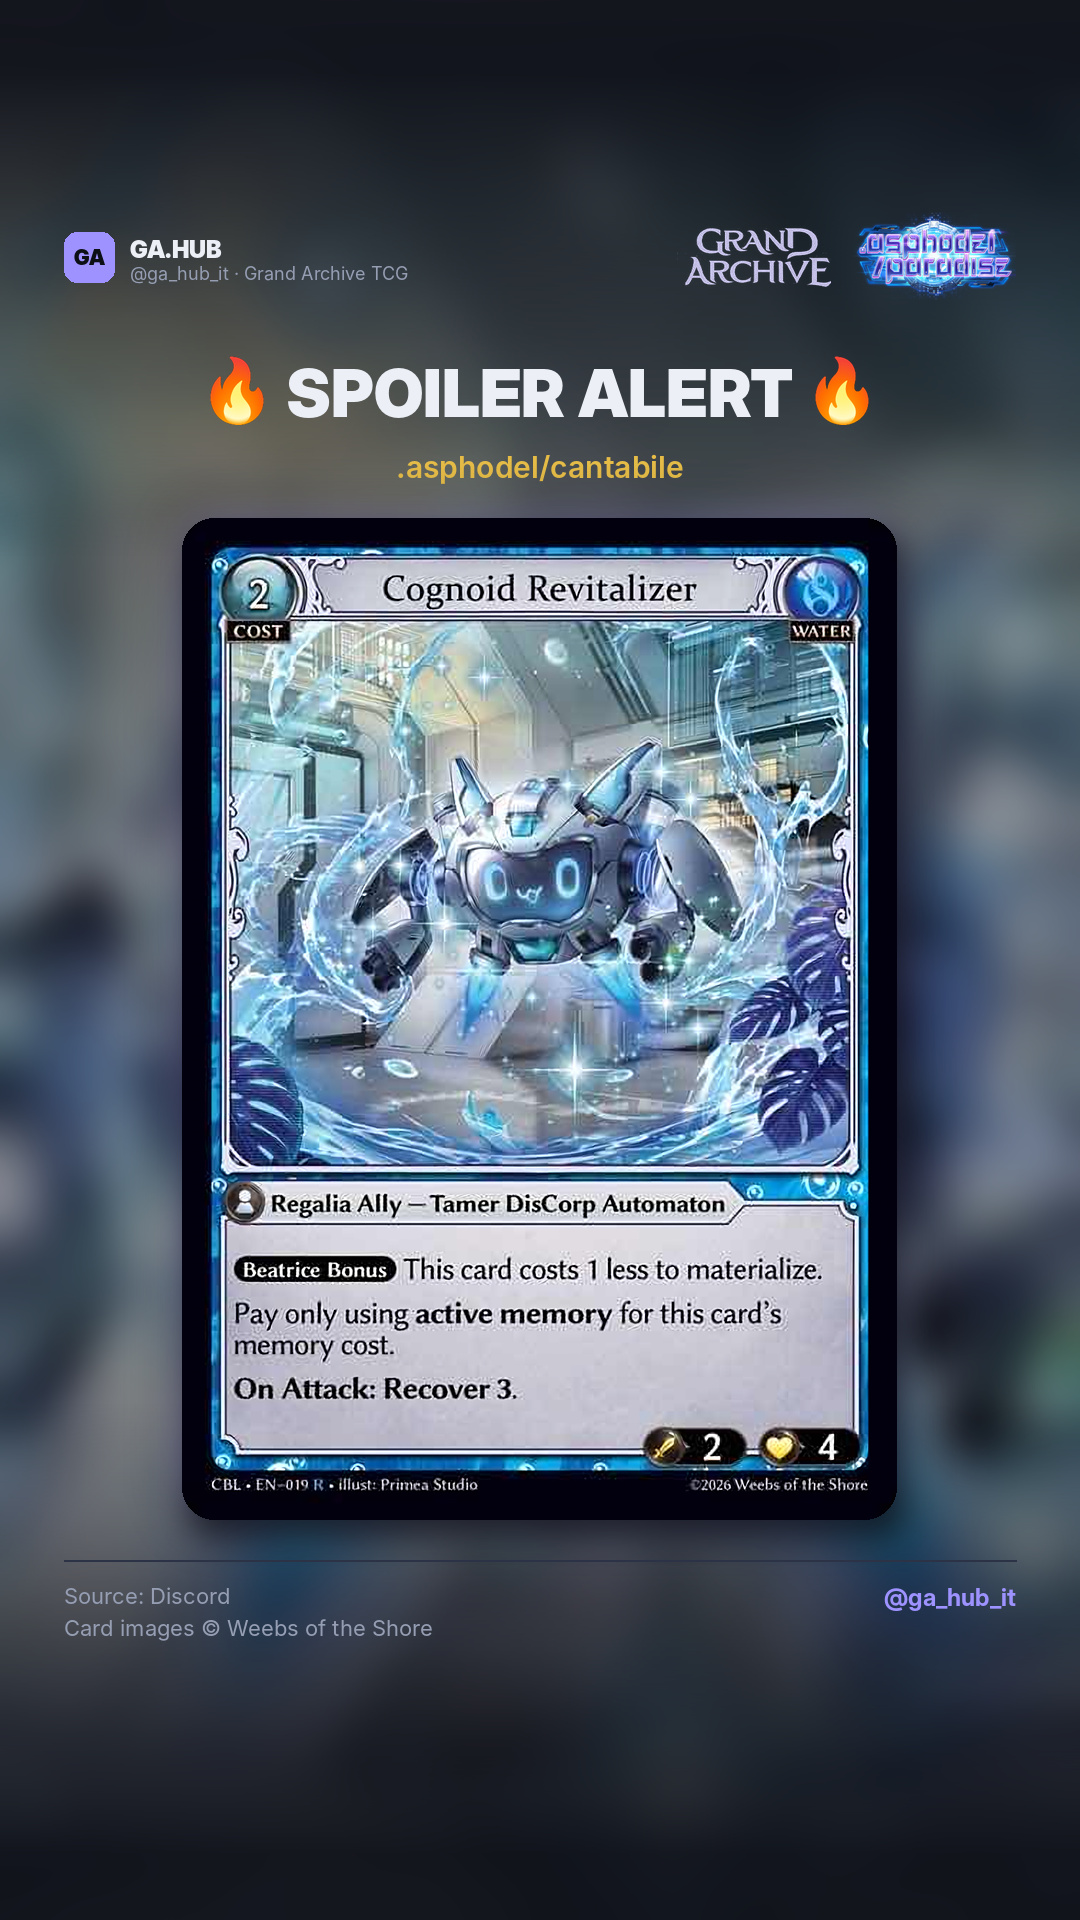 GA
GA.HUB
@ga_hub_it · Grand Archive TCG
GRAND
ARCHIVE
.asphodel
/paradise
🔥 SPOILER ALERT 🔥
.asphodel/cantabile
2
COST
Cognoid Revitalizer
WATER
Regalia Ally — Tamer DisCorp Automaton
Beatrice Bonus This card costs 1 less to materialize.
Pay only using active memory for this card's
memory cost.
On Attack: Recover 3.
2
4
CBL • EN-019 R • illust: Primea Studio
©2026 Weebs of the Shore
Source: Discord
@ga_hub_it
Card images © Weebs of the Shore